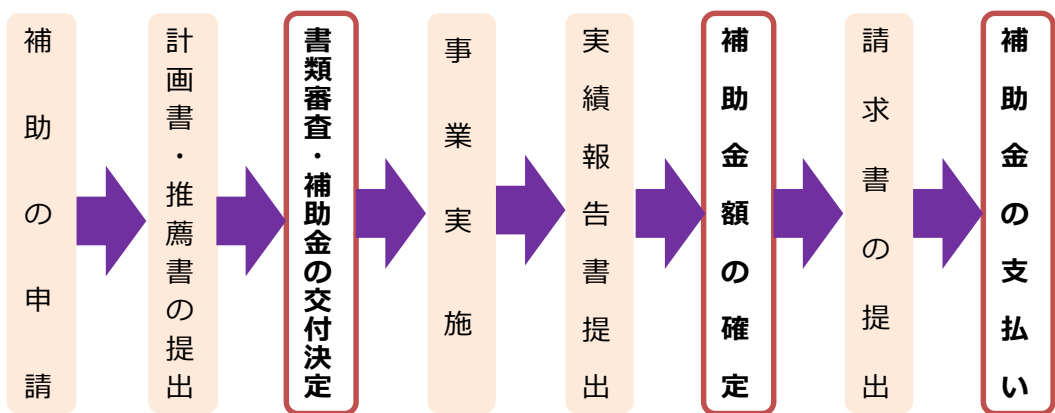 補助の申請
計画書・推薦書の提出
書類審査・補助金の交付決定
事業実施
実績報告書提出
補助金額の確定
請求書の提出
補助金の支払い